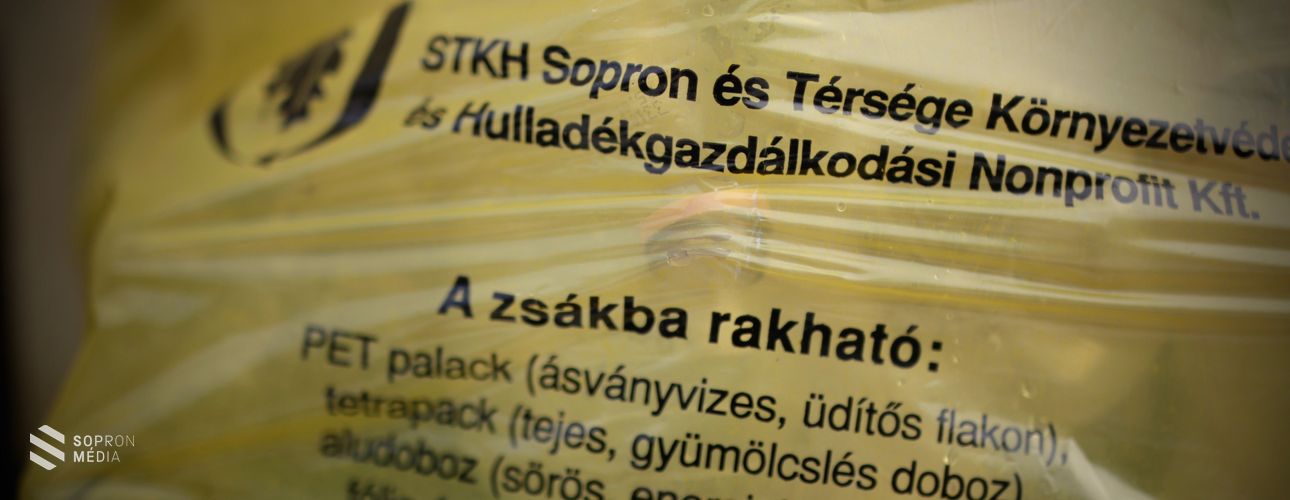 STKH Sopron és Térsége
és Hulladékgazdálkodási Nonprofit Kft.
A zsákba rakható:
PET palack (ásványvizes, üdítős flakon),
tetrapack (tejes, gyümölcslés doboz)
aludoboz (sörös,
SOPRON
MÉDIA